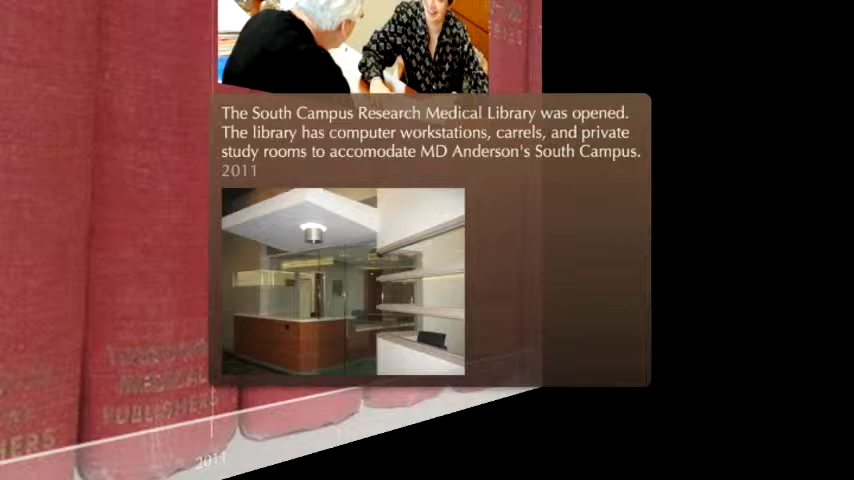 The South Campus Research Medical Library was opened.
The library has computer workstations, carrels, and private
study rooms to accomodate MD Anderson's South Campus.
2011
MEDICAL
PUBLISHERS
2011